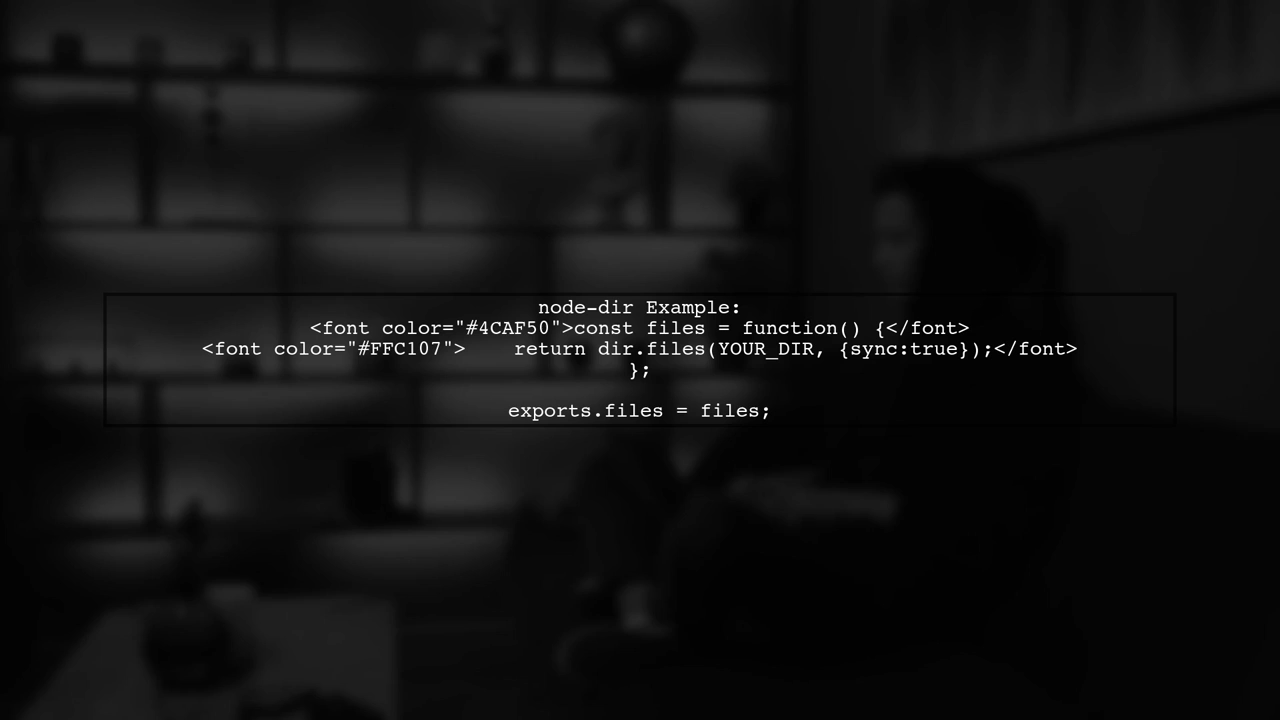 node-dir Example:
<font color="#4CAF50">const files = function() {</font>
<font color="#FFC107">    return dir.files(YOUR_DIR, {sync:true});</font>
};
exports.files = files;